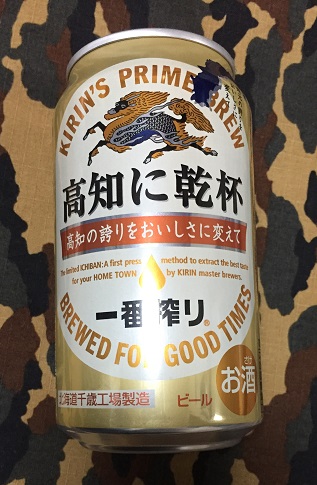 KIRIN'S PRIME BREW
高知に乾杯
高知の誇りをおいしさに変えて
The limited ICHIBAN: A first press method to extract the best taste
for your HOME TOWN by KIRIN master brewers.
一番搾り®
BREWED FOR GOOD TIMES
さけ
お酒
北海道千歳工場製造
ビール